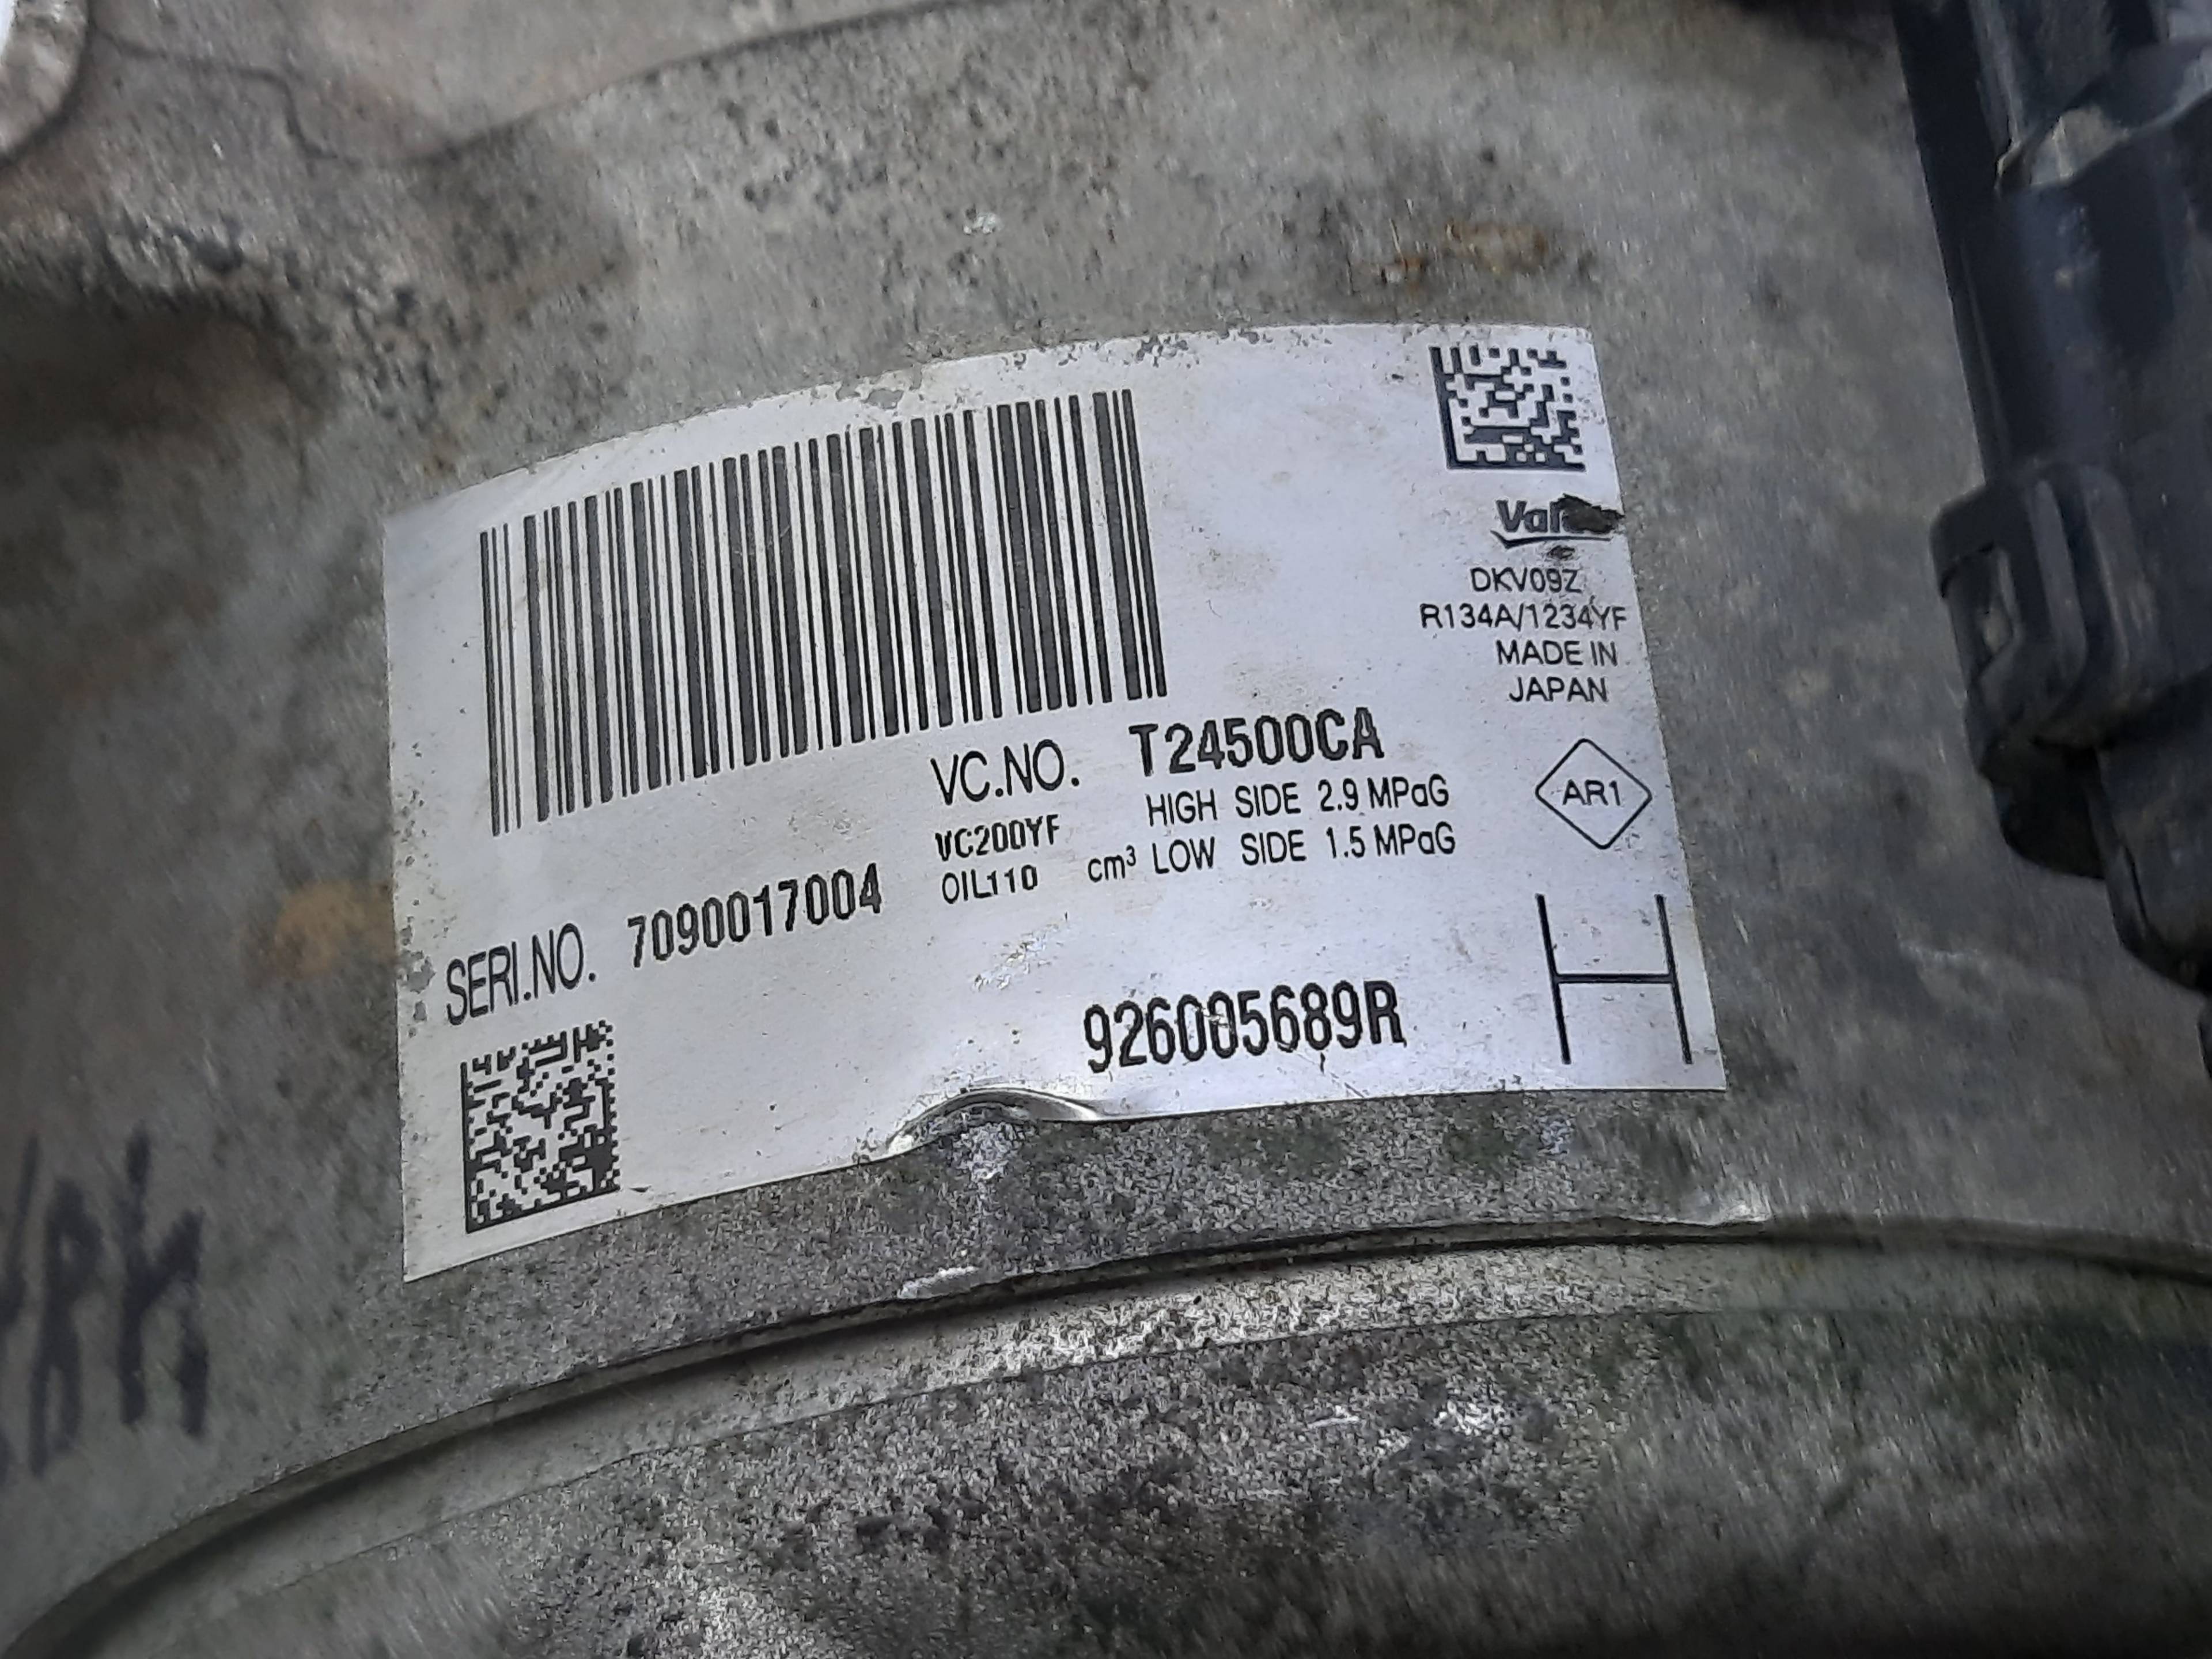 DKV09Z
R134A/1234YF
MADE IN
JAPAN
VC.NO. T24500CA
HIGH SIDE 2.9 MPaG
VC200YF
OIL110 cm³ LOW SIDE 1.5 MPaG
AR1
SERI.NO. 7090017004
926005689R
H